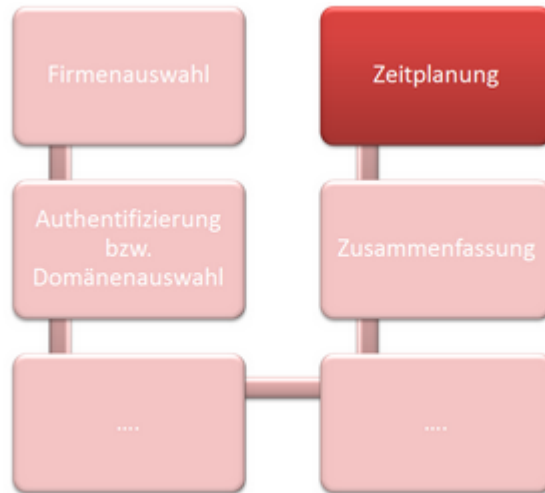 Firmenauswahl
Zeitplanung
Authentifizierung
bzw.
Domänenauswahl
Zusammenfassung
....
....